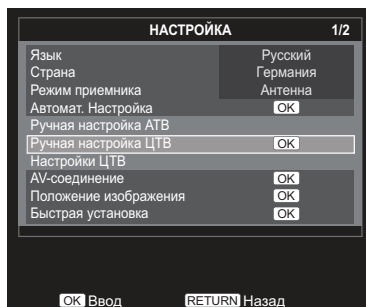 НАСТРОЙКА 1/2
Язык Русский
Страна Германия
Режим приемника Антенна
Автомат. Настройка OK
Ручная настройка АТВ
Ручная настройка ЦТВ OK
Настройки ЦТВ
AV-соединение OK
Положение изображения OK
Быстрая установка OK
OK Ввод RETURN Назад